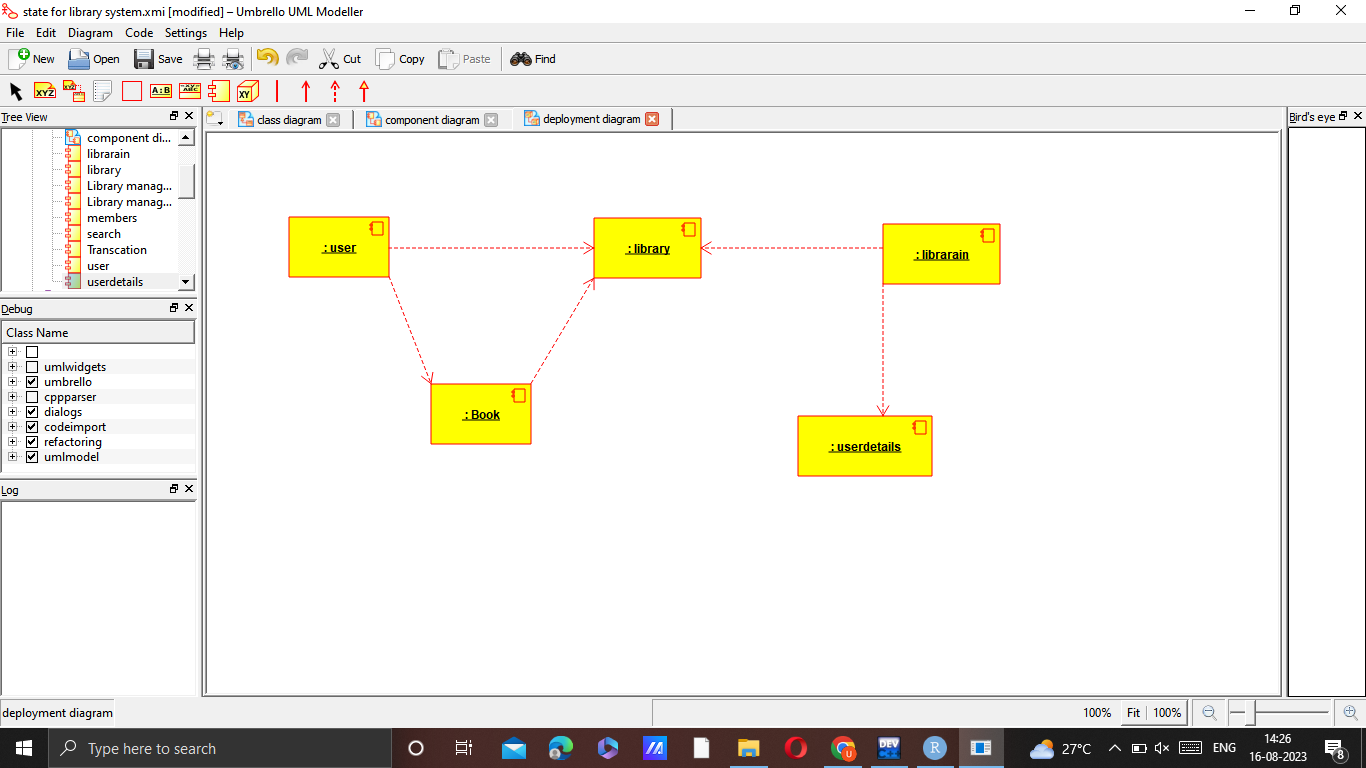 state for library system.xmi [modified] – Umbrello UML Modeller
File Edit Diagram Code Settings Help
New Open Save Cut Copy Paste Find
XYZ XYZ A:B XYZ ABC XY
Tree View
class diagram component diagram deployment diagram
Bird's eye
component di...
librarain
library
Library manag...
Library manag...
members
search
Transcation
user
userdetails
Debug
Class Name
umlwidgets
umbrello
cppparser
dialogs
codeimport
refactoring
umlmodel
Log
: user
: library
: librarain
: Book
: userdetails
deployment diagram
100% Fit 100%
Type here to search
DEV C++
R
u
27°C
ENG
14:26
16-08-2023
8